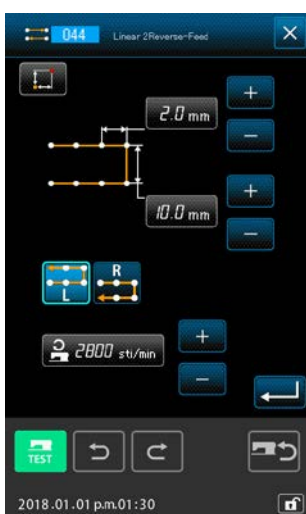 044 Linear 2Reverse-Feed
2.0 mm
10.0 mm
L R
2800 sti/min
TEST
2018.01.01 p.m.01:30